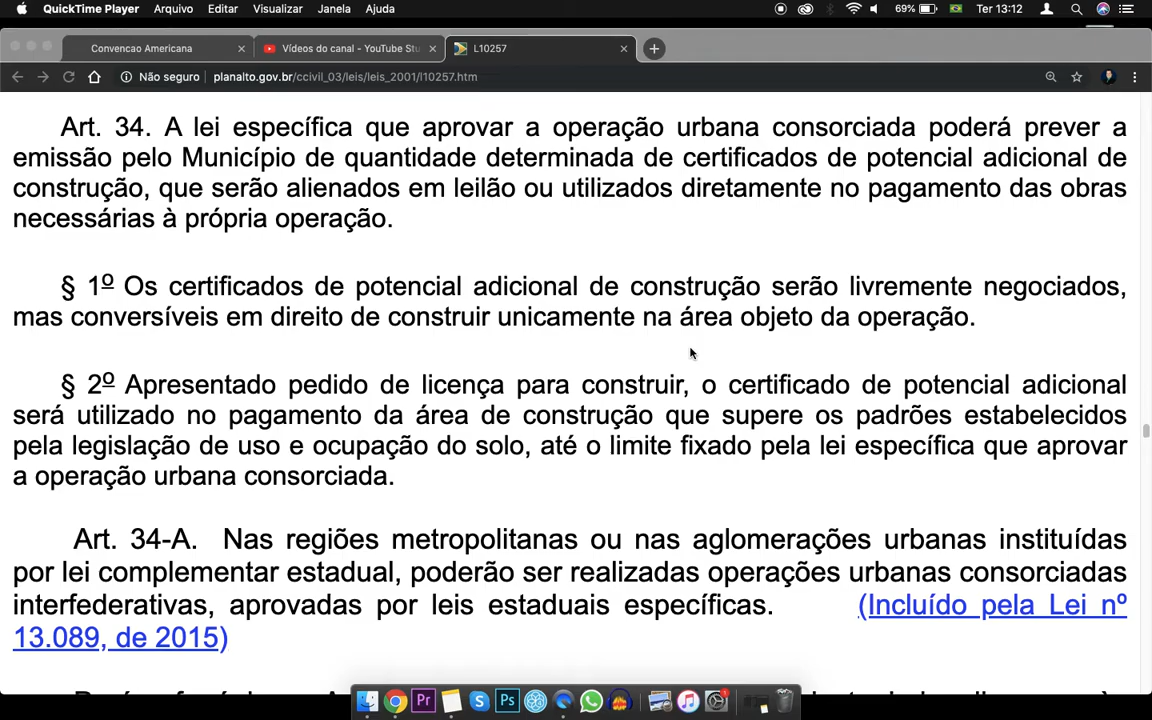 QuickTime Player Arquivo Editar Visualizar Janela Ajuda 69% Ter 13:12
Convencao Americana Vídeos do canal - YouTube Stu L10257
Não seguro planalto.gov.br/ccivil_03/leis/leis_2001/l10257.htm
Art. 34. A lei específica que aprovar a operação urbana consorciada poderá prever a
emissão pelo Município de quantidade determinada de certificados de potencial adicional de
construção, que serão alienados em leilão ou utilizados diretamente no pagamento das obras
necessárias à própria operação.
§ 1º Os certificados de potencial adicional de construção serão livremente negociados,
mas conversíveis em direito de construir unicamente na área objeto da operação.
§ 2º Apresentado pedido de licença para construir, o certificado de potencial adicional
será utilizado no pagamento da área de construção que supere os padrões estabelecidos
pela legislação de uso e ocupação do solo, até o limite fixado pela lei específica que aprovar
a operação urbana consorciada.
Art. 34-A. Nas regiões metropolitanas ou nas aglomerações urbanas instituídas
por lei complementar estadual, poderão ser realizadas operações urbanas consorciadas
interfederativas, aprovadas por leis estaduais específicas. (Incluído pela Lei nº
13.089, de 2015)
Pr S Ps